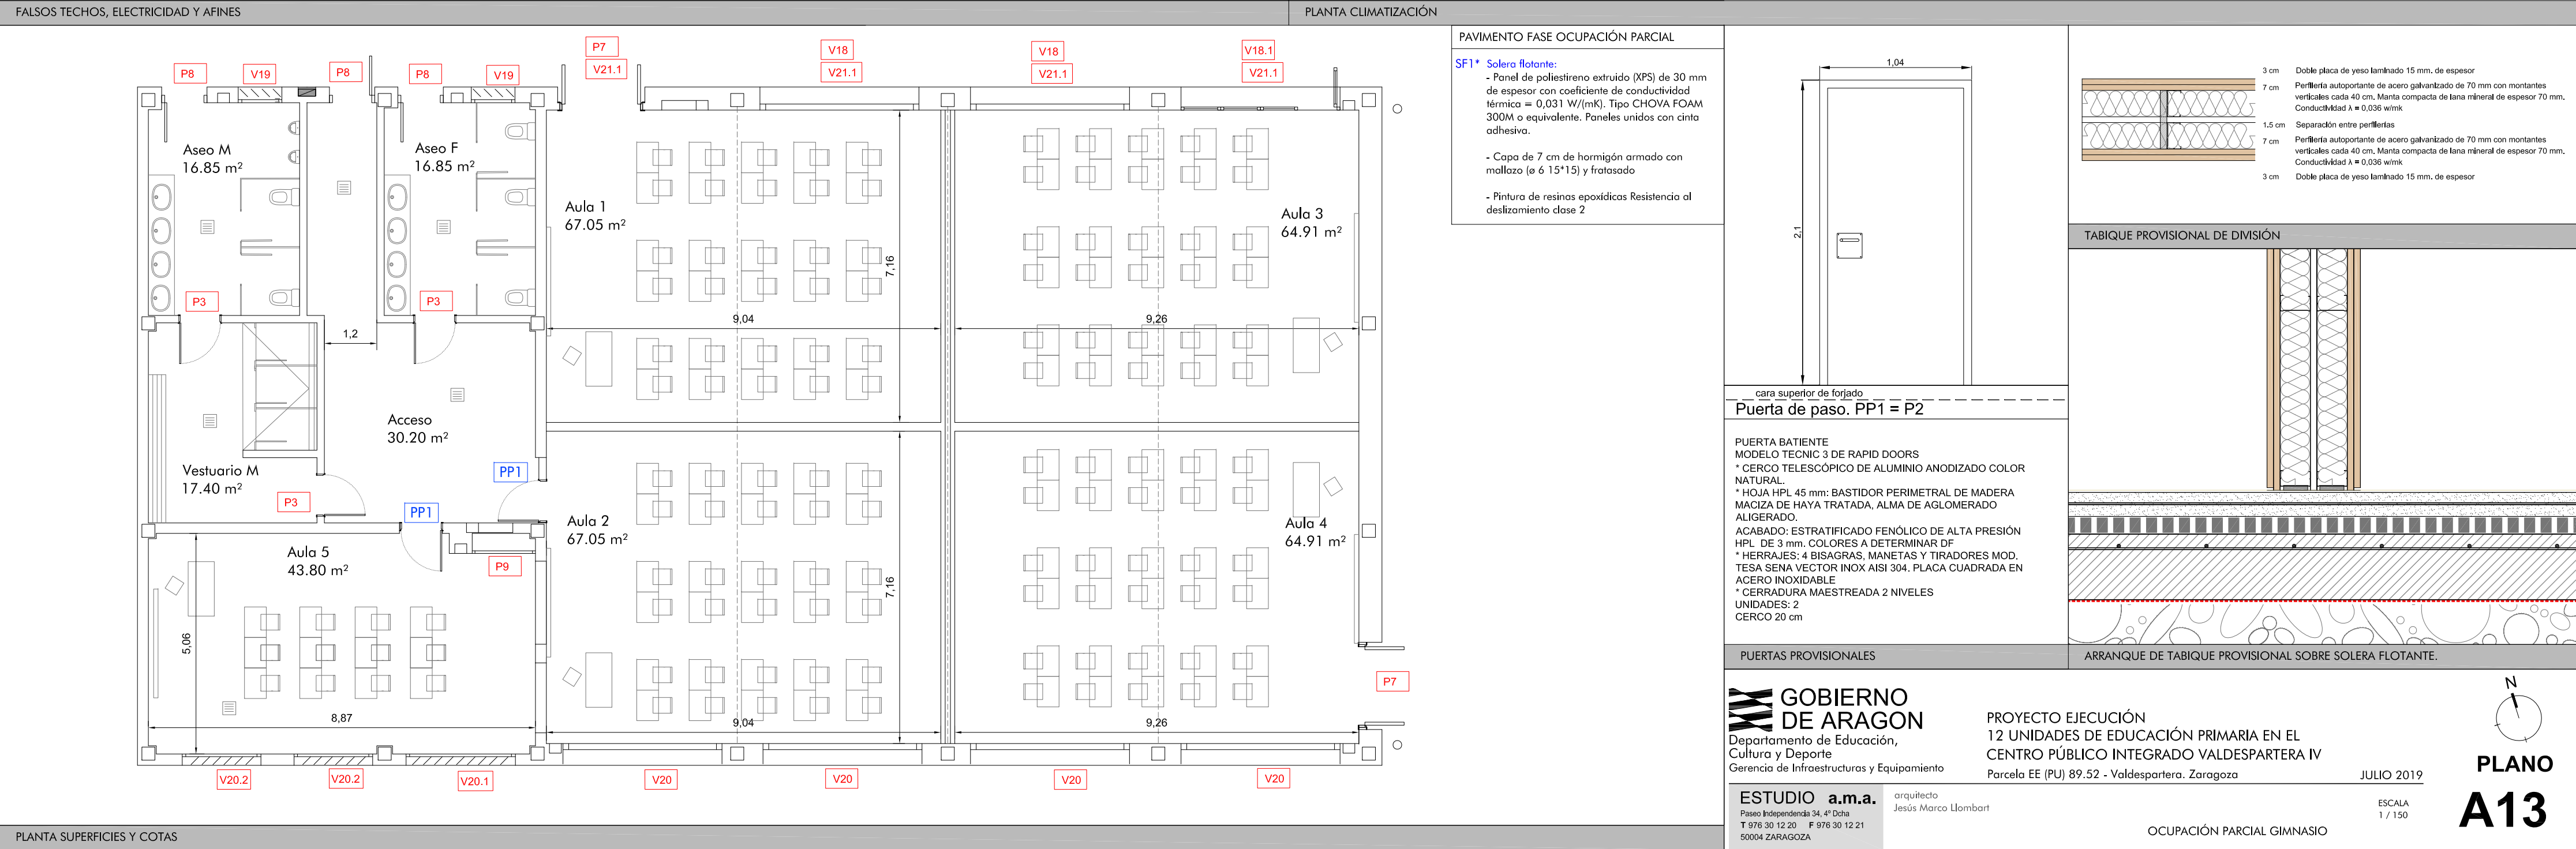 FALSOS TECHOS, ELECTRICIDAD Y AFINES
PLANTA CLIMATIZACIÓN
P8
V19
P8
P8
V19
P7
V21.1
V18
V21.1
V18
V21.1
V18.1
V21.1
Aseo M
16.85 m²
Aseo F
16.85 m²
Aula 1
67.05 m²
Aula 3
64.91 m²
7,16
P3
P3
1,2
9,04
9,26
Acceso
30.20 m²
Vestuario M
17.40 m²
P3
PP1
PP1
Aula 2
67.05 m²
Aula 4
64.91 m²
Aula 5
43.80 m²
P9
5,06
7,16
8,87
9,04
9,26
P7
V20.2
V20.2
V20.1
V20
V20
V20
V20
PLANTA SUPERFICIES Y COTAS
PAVIMENTO FASE OCUPACIÓN PARCIAL
SF1* Solera flotante:
- Panel de poliestireno extruido (XPS) de 30 mm
de espesor con coeficiente de conductividad
térmica = 0,031 W/(mK). Tipo CHOVA FOAM
300M o equivalente. Paneles unidos con cinta
adhesiva.
- Capa de 7 cm de hormigón armado con
mallazo (ø 6 15*15) y fratasado
- Pintura de resinas epoxídicas Resistencia al
deslizamiento clase 2
1,04
2,1
cara superior de forjado
Puerta de paso. PP1 = P2
PUERTA BATIENTE
MODELO TECNIC 3 DE RAPID DOORS
* CERCO TELESCÓPICO DE ALUMINIO ANODIZADO COLOR
NATURAL.
* HOJA HPL 45 mm: BASTIDOR PERIMETRAL DE MADERA
MACIZA DE HAYA TRATADA, ALMA DE AGLOMERADO
ALIGERADO.
ACABADO: ESTRATIFICADO FENÓLICO DE ALTA PRESIÓN
HPL DE 3 mm. COLORES A DETERMINAR DF
* HERRAJES: 4 BISAGRAS, MANETAS Y TIRADORES MOD.
TESA SENA VECTOR INOX AISI 304. PLACA CUADRADA EN
ACERO INOXIDABLE
* CERRADURA MAESTREADA 2 NIVELES
UNIDADES: 2
CERCO 20 cm
PUERTAS PROVISIONALES
3 cm Doble placa de yeso laminado 15 mm. de espesor
7 cm Perfilería autoportante de acero galvanizado de 70 mm con montantes
verticales cada 40 cm. Manta compacta de lana mineral de espesor 70 mm.
Conductividad λ = 0,036 w/mk
1.5 cm Separación entre perfilerías
7 cm Perfilería autoportante de acero galvanizado de 70 mm con montantes
verticales cada 40 cm. Manta compacta de lana mineral de espesor 70 mm.
Conductividad λ = 0,036 w/mk
3 cm Doble placa de yeso laminado 15 mm. de espesor
TABIQUE PROVISIONAL DE DIVISIÓN
ARRANQUE DE TABIQUE PROVISIONAL SOBRE SOLERA FLOTANTE.
GOBIERNO
DE ARAGON
Departamento de Educación,
Cultura y Deporte
Gerencia de Infraestructuras y Equipamiento
PROYECTO EJECUCIÓN
12 UNIDADES DE EDUCACIÓN PRIMARIA EN EL
CENTRO PÚBLICO INTEGRADO VALDESPARTERA IV
Parcela EE (PU) 89.52 - Valdespartera. Zaragoza
JULIO 2019
N
PLANO
A13
ESTUDIO a.m.a.
Paseo Independencia 34, 4º Dcha
T 976 30 12 20 F 976 30 12 21
50004 ZARAGOZA
arquitecto
Jesús Marco Llombart
ESCALA
1 / 150
OCUPACIÓN PARCIAL GIMNASIO